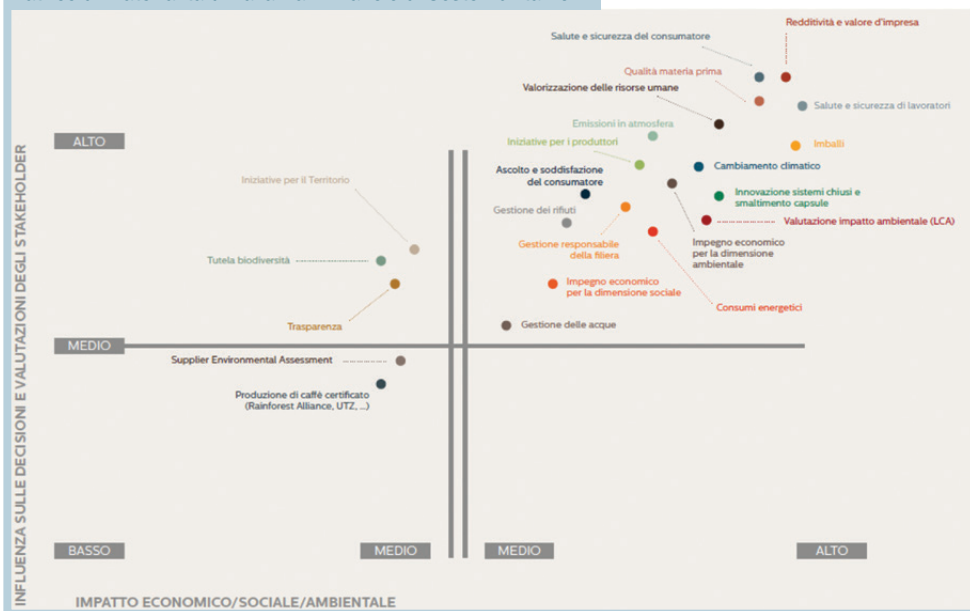 Redditività e valore d'impresa
Salute e sicurezza del consumatore
Qualità materia prima
Valorizzazione delle risorse umane
Salute e sicurezza di lavoratori
Emissioni in atmosfera
ALTO
Iniziative per i produttori
Imballi
Ascolto e soddisfazione
del consumatore
Cambiamento climatico
Iniziative per il Territorio
Innovazione sistemi chiusi e
smaltimento capsule
Gestione dei rifiuti
Valutazione impatto ambientale (LCA)
Gestione responsabile
della filiera
Impegno economico
per la dimensione
ambientale
Tutela biodiversità
Impegno economico
per la dimensione sociale
Consumi energetici
Trasparenza
Gestione delle acque
MEDIO
Supplier Environmental Assessment
Produzione di caffè certificato
(Rainforest Alliance, UTZ, ...)
BASSO
MEDIO
MEDIO
ALTO
INFLUENZA SULLE DECISIONI E VALUTAZIONI DEGLI STAKEHOLDER
IMPATTO ECONOMICO/SOCIALE/AMBIENTALE